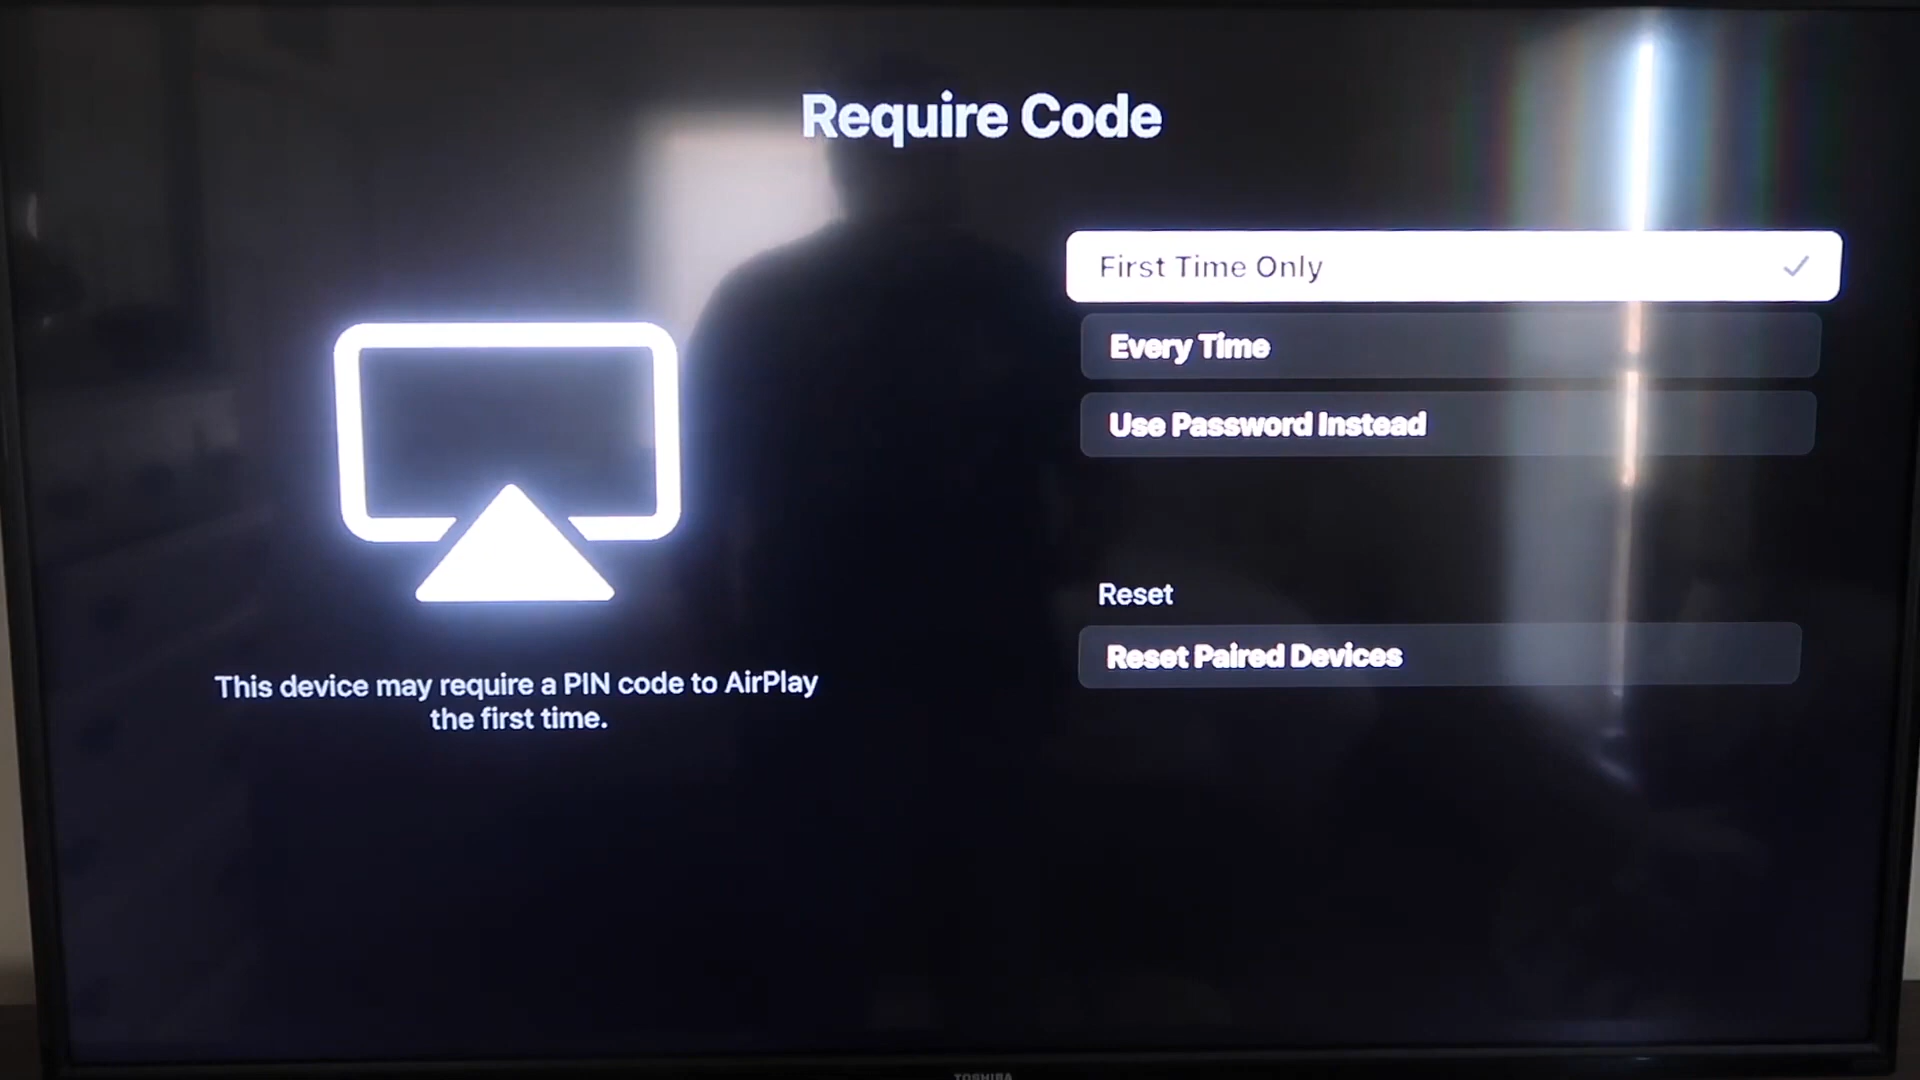 Require Code
First Time Only
Every Time
Use Password Instead
Reset
Reset Paired Devices
This device may require a PIN code to AirPlay
the first time.
TOSHIBA